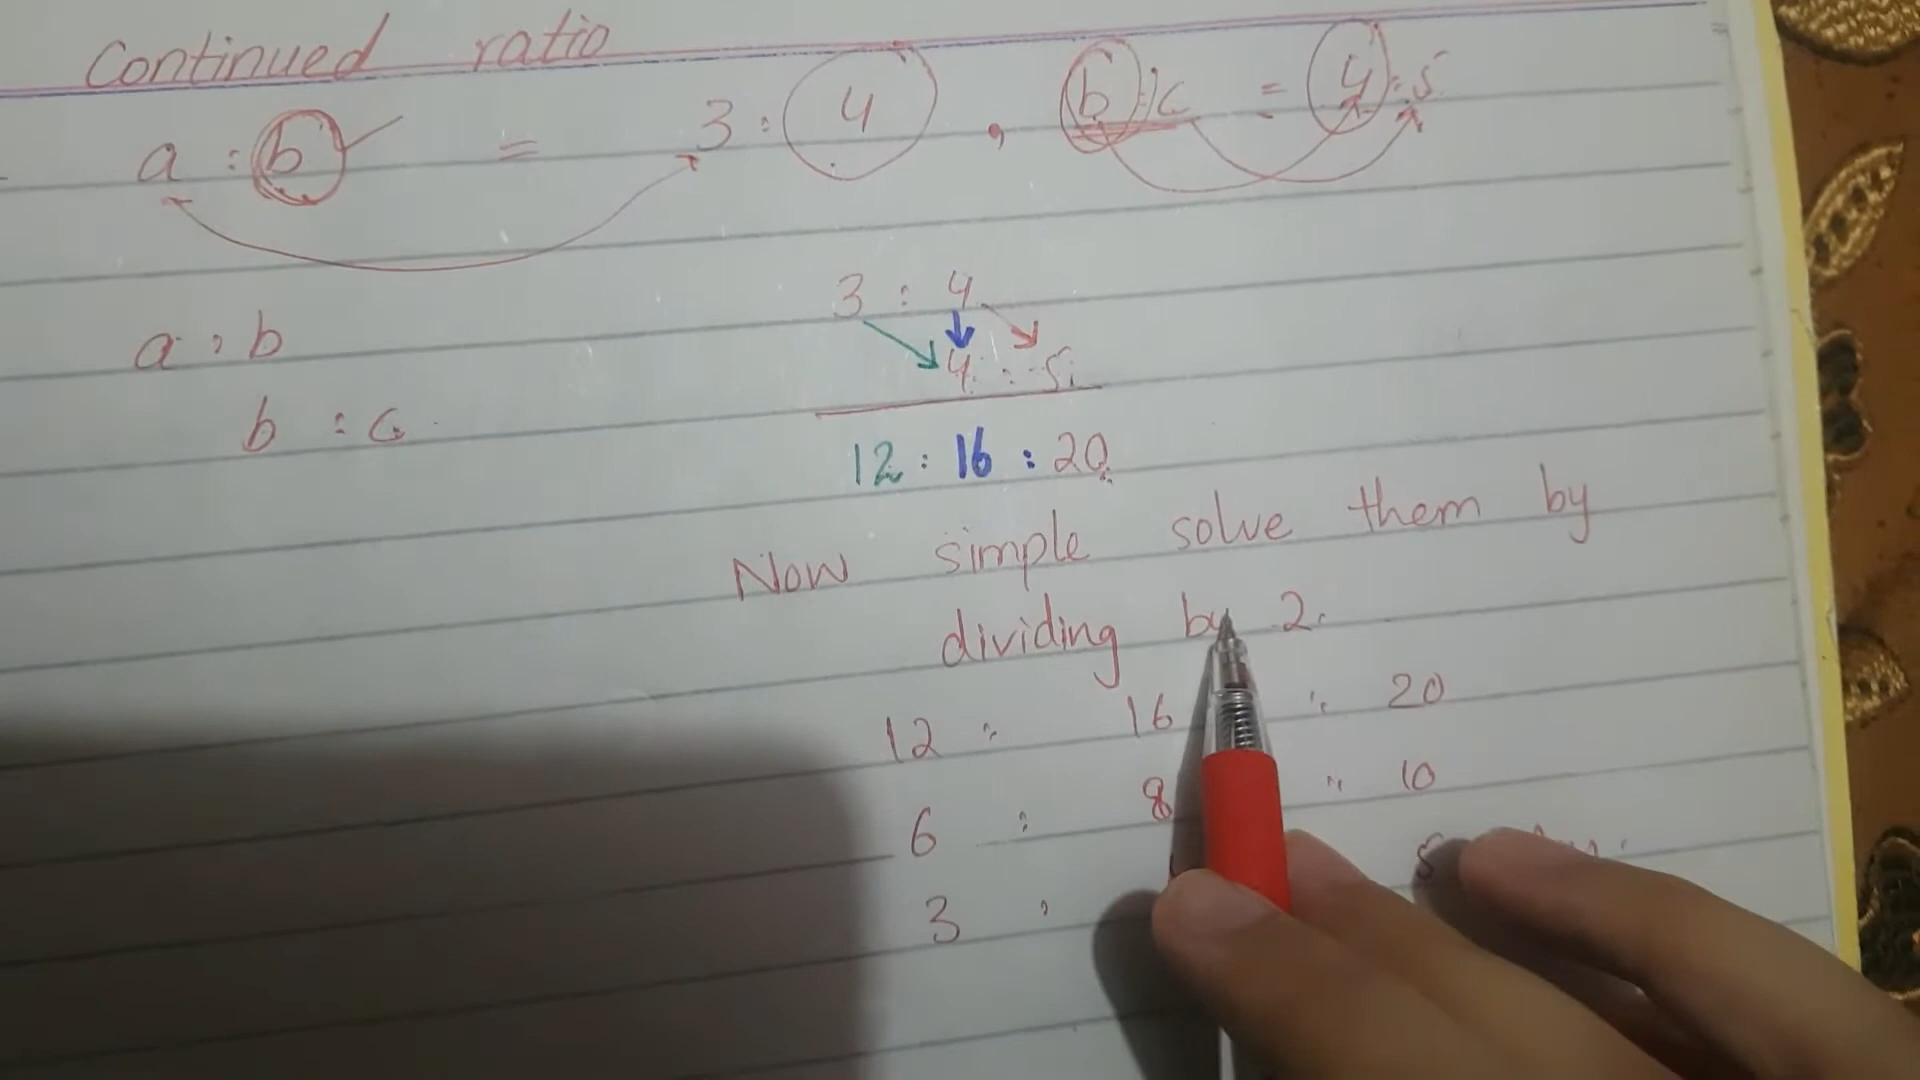 Continued ratio
a : b = 3 : 4 , b : c = 4 : 5
3 : 4
a : b
4 : 5
b : c
12 : 16 : 20
Now simple solve them by
dividing by 2.
12 : 16 : 20
6 : 8 : 10
3 : 5